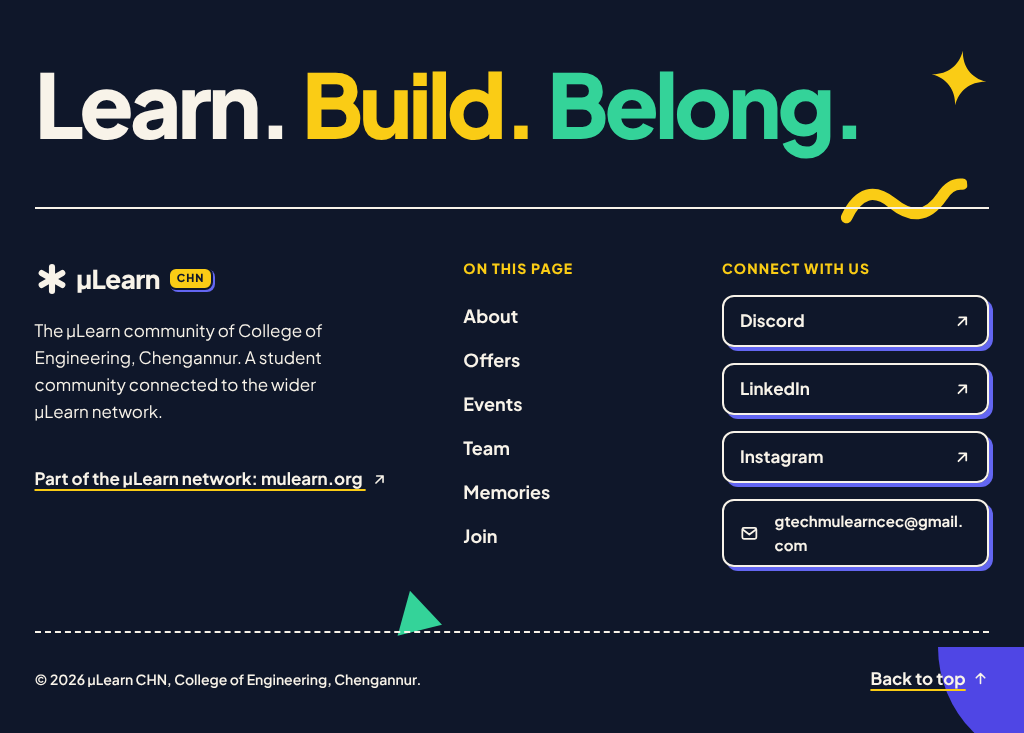 Learn. Build. Belong.
µLearn CHN
The µLearn community of College of
Engineering, Chengannur. A student
community connected to the wider
µLearn network.
Part of the µLearn network: mulearn.org
ON THIS PAGE
About
Offers
Events
Team
Memories
Join
CONNECT WITH US
Discord
LinkedIn
Instagram
gtechmulearncec@gmail.
com
© 2026 µLearn CHN, College of Engineering, Chengannur.
Back to top